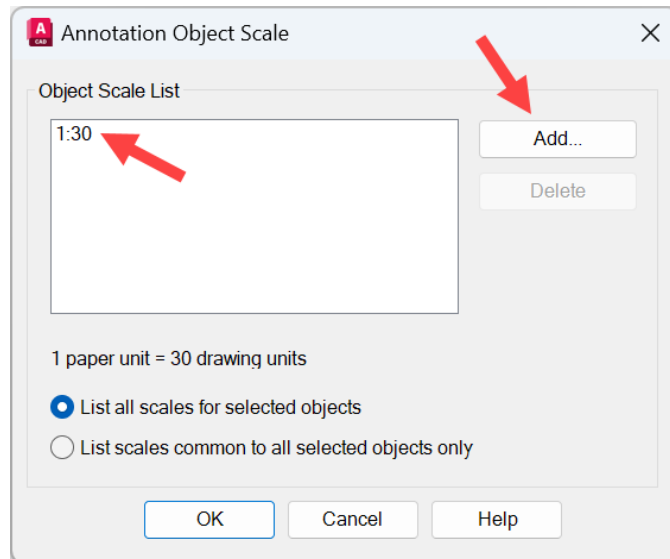 A
CAD
Annotation Object Scale
Object Scale List
1:30
Add...
Delete
1 paper unit = 30 drawing units
List all scales for selected objects
List scales common to all selected objects only
OK
Cancel
Help